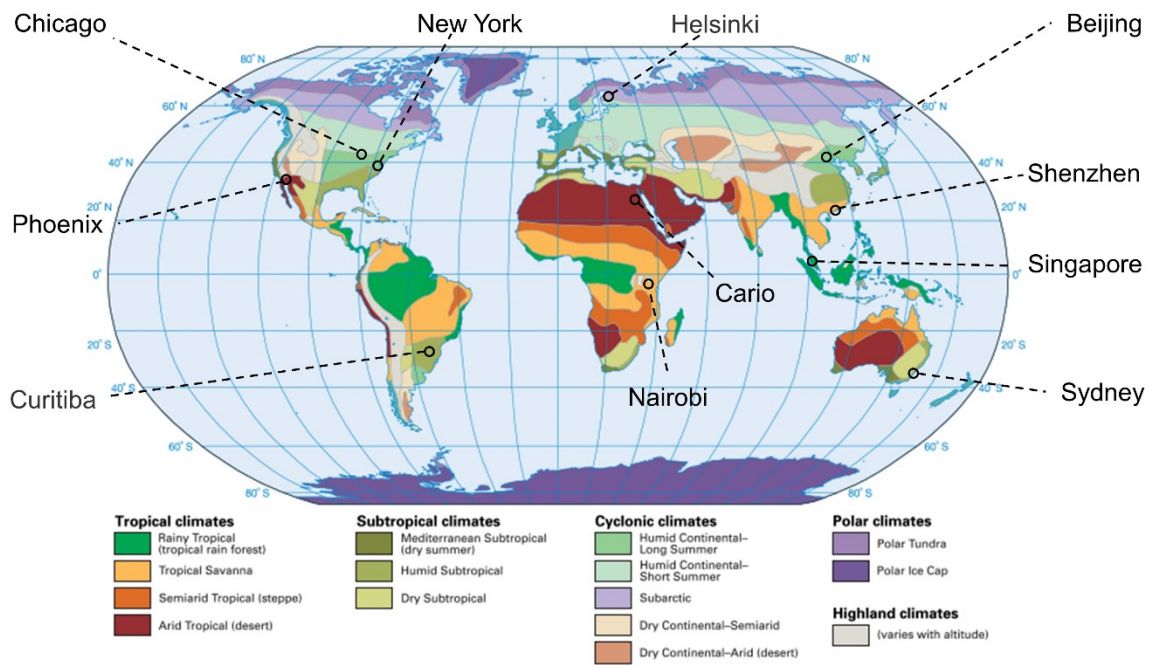 Chicago
New York
Helsinki
Beijing
80° N
80° N
60° N
60° N
40° N
40° N
Shenzhen
20° N
20° N
Phoenix
Singapore
0°
0°
Cario
20° S
20° S
Nairobi
Curitiba
40° S
40° S
Sydney
60° S
60° S
80° S
80° S
Tropical climates
Rainy Tropical
(tropical rain forest)
Tropical Savanna
Semiarid Tropical (steppe)
Arid Tropical (desert)
Subtropical climates
Mediterranean Subtropical
(dry summer)
Humid Subtropical
Dry Subtropical
Cyclonic climates
Humid Continental–
Long Summer
Humid Continental–
Short Summer
Subarctic
Dry Continental–Semiarid
Dry Continental–Arid (desert)
Polar climates
Polar Tundra
Polar Ice Cap
Highland climates
(varies with altitude)